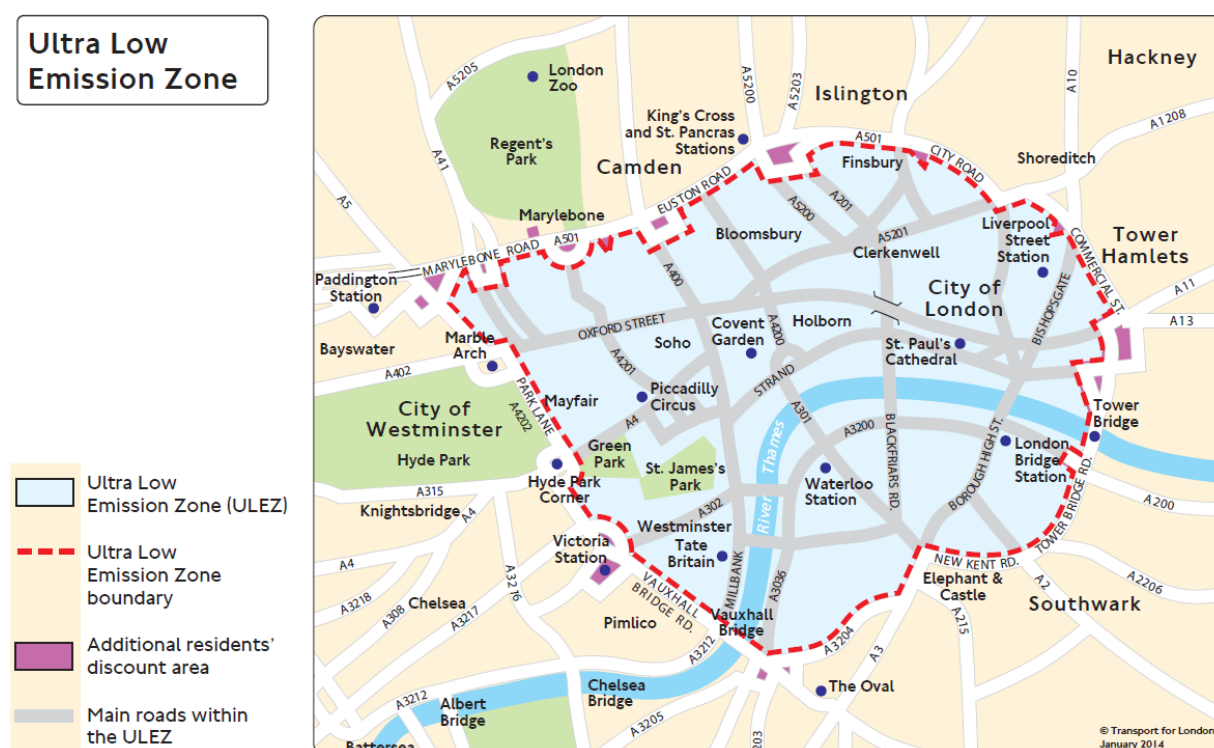 Ultra Low
Emission Zone
Hackney
A5205
London
Zoo
A5200
A5203
A10
Islington
King's Cross
and St. Pancras
Stations
A1208
A501
Regent's
Park
A41
Camden
Finsbury
CITY ROAD
Shoreditch
A5
EUSTON ROAD
A5200
A201
Marylebone
A501
MARYLEBONE ROAD
Bloomsbury
A5201
Clerkenwell
Liverpool
Street
Station
COMMERCIAL ST.
Tower
Hamlets
Paddington
Station
A400
City of
London
BISHOPSGATE
A11
A13
OXFORD STREET
Bayswater
Marble
Arch
Soho
Covent
Garden
A4200
Holborn
St. Paul's
Cathedral
A402
A4201
STRAND
PARK LANE
A4202
Mayfair
Piccadilly
Circus
A4
City of
Westminster
Hyde Park
Green
Park
St. James's
Park
River Thames
A301
A3200
BLACKFRIARS RD.
BOROUGH HIGH ST.
Tower
Bridge
London
Bridge
Station
Hyde Park
Corner
Waterloo
Station
A315
Knightsbridge
A4
A302
Westminster
TOWER BRIDGE RD.
A200
Ultra Low
Emission Zone (ULEZ)
Ultra Low
Emission Zone
boundary
Additional residents'
discount area
Main roads within
the ULEZ
Victoria
Station
Tate
Britain
MILLBANK
A3036
VAUXHALL
BRIDGE RD.
Vauxhall
Bridge
NEW KENT RD.
Elephant &
Castle
A2
A2206
Southwark
A4
A3218
A308
Chelsea
A3217
A3216
Pimlico
A3212
A3204
A3
A215
The Oval
A3212
Albert
Bridge
Chelsea
Bridge
A3205
Battersea
203
© Transport for London
January 2014